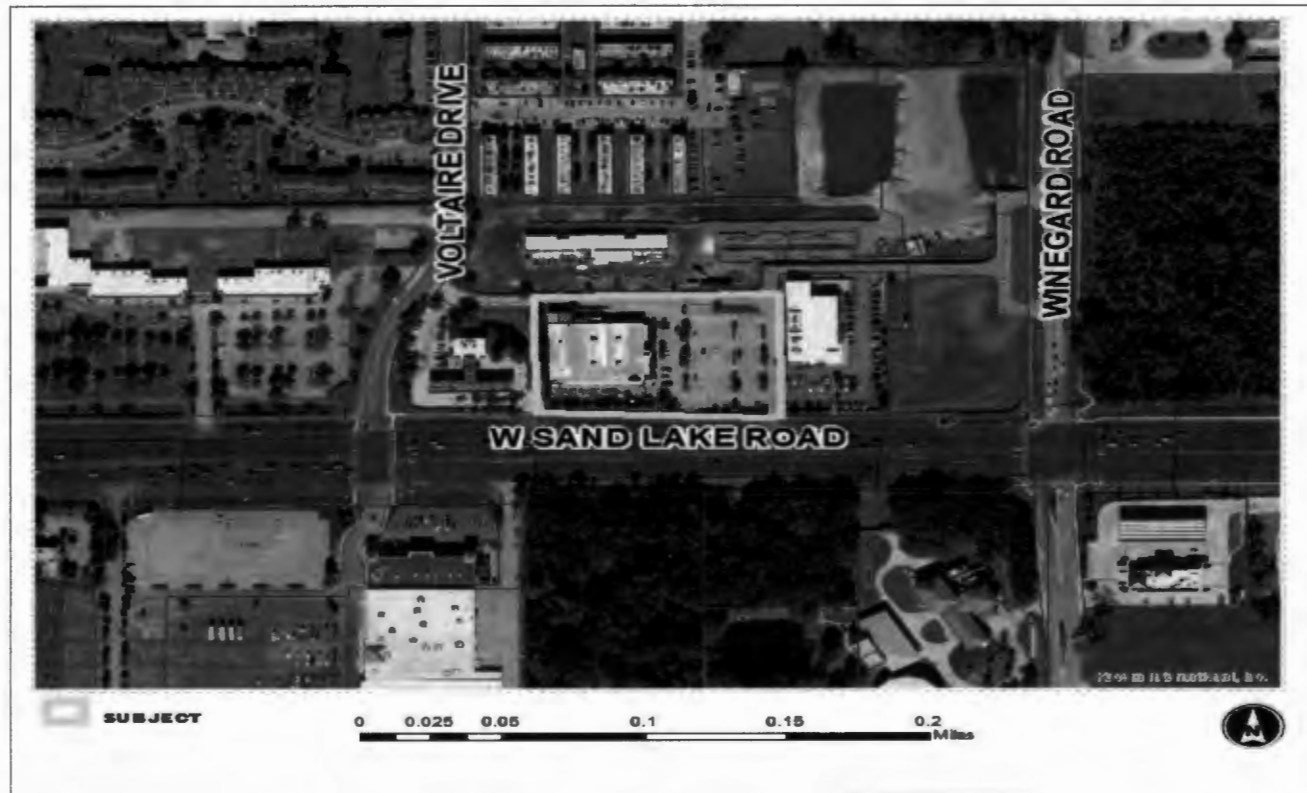 VOLTAIRE DRIVE
WINEGARD ROAD
W SAND LAKE ROAD
SUBJECT
0 0.025 0.05 0.1 0.15 0.2
Miles
N